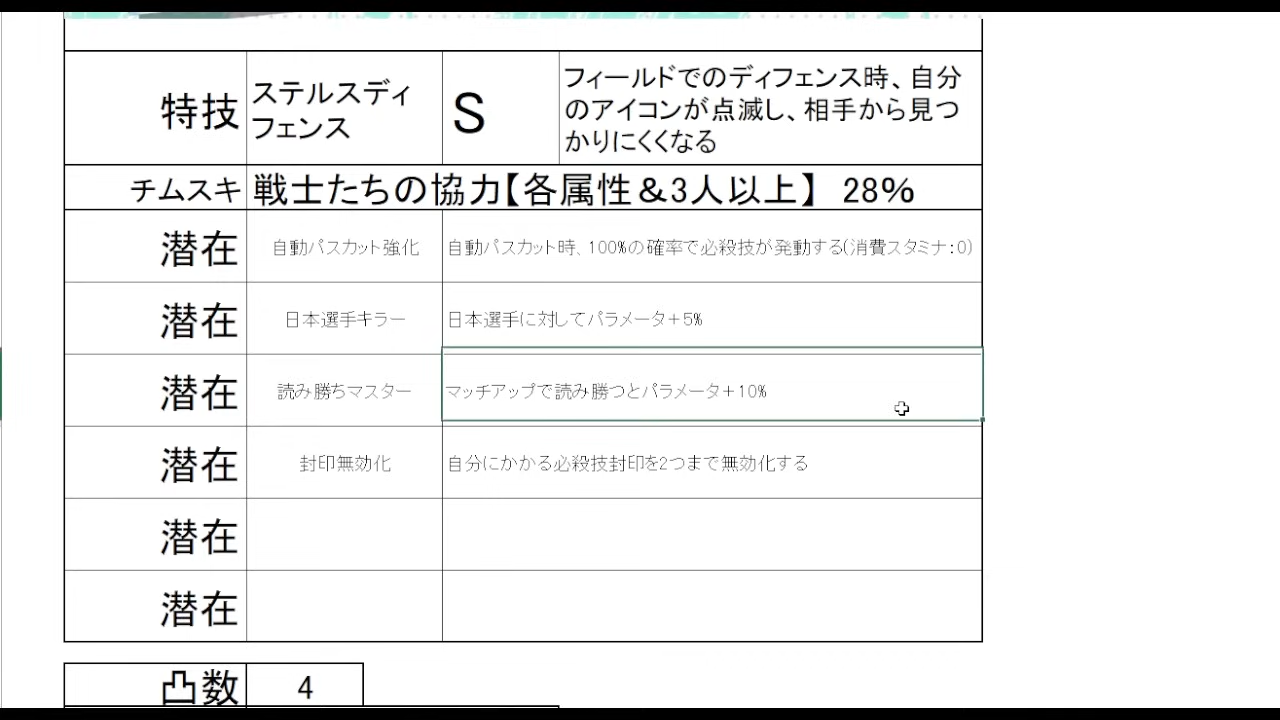 特技 ステルスディフェンス S フィールドでのディフェンス時、自分
のアイコンが点滅し、相手から見つ
かりにくくなる
チムスキ 戦士たちの協力【各属性&3人以上】 28%
潜在 自動パスカット強化 自動パスカット時、100%の確率で必殺技が発動する(消費スタミナ:0)
潜在 日本選手キラー 日本選手に対してパラメータ+5%
潜在 読み勝ちマスター マッチアップで読み勝つとパラメータ+10%
潜在 封印無効化 自分にかかる必殺技封印を2つまで無効化する
潜在
潜在
凸数 4